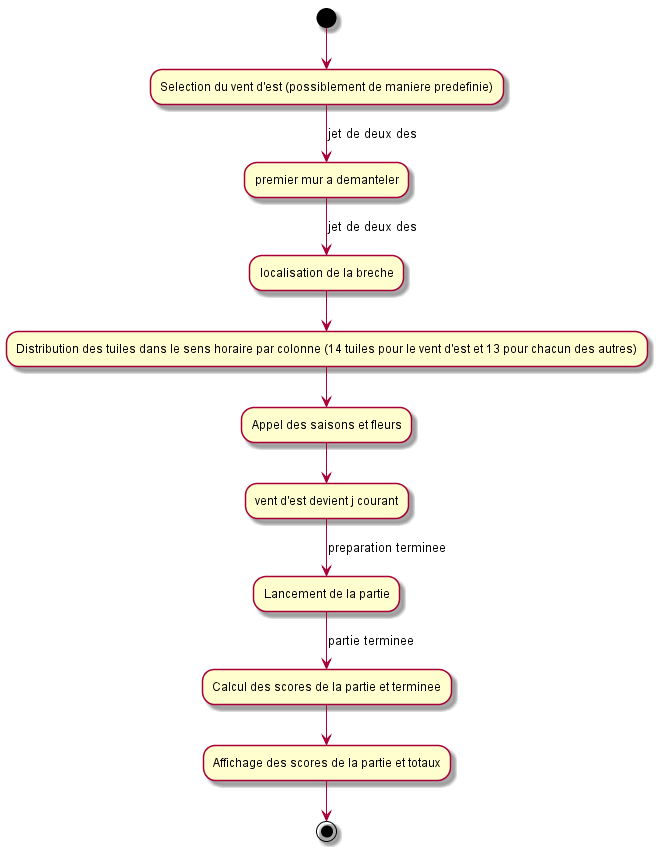 Selection du vent d'est (possiblement de maniere predefinie)
jet de deux des
premier mur a demanteler
jet de deux des
localisation de la breche
Distribution des tuiles dans le sens horaire par colonne (14 tuiles pour le vent d'est et 13 pour chacun des autres)
Appel des saisons et fleurs
vent d'est devient j courant
preparation terminee
Lancement de la partie
partie terminee
Calcul des scores de la partie et terminee
Affichage des scores de la partie et totaux